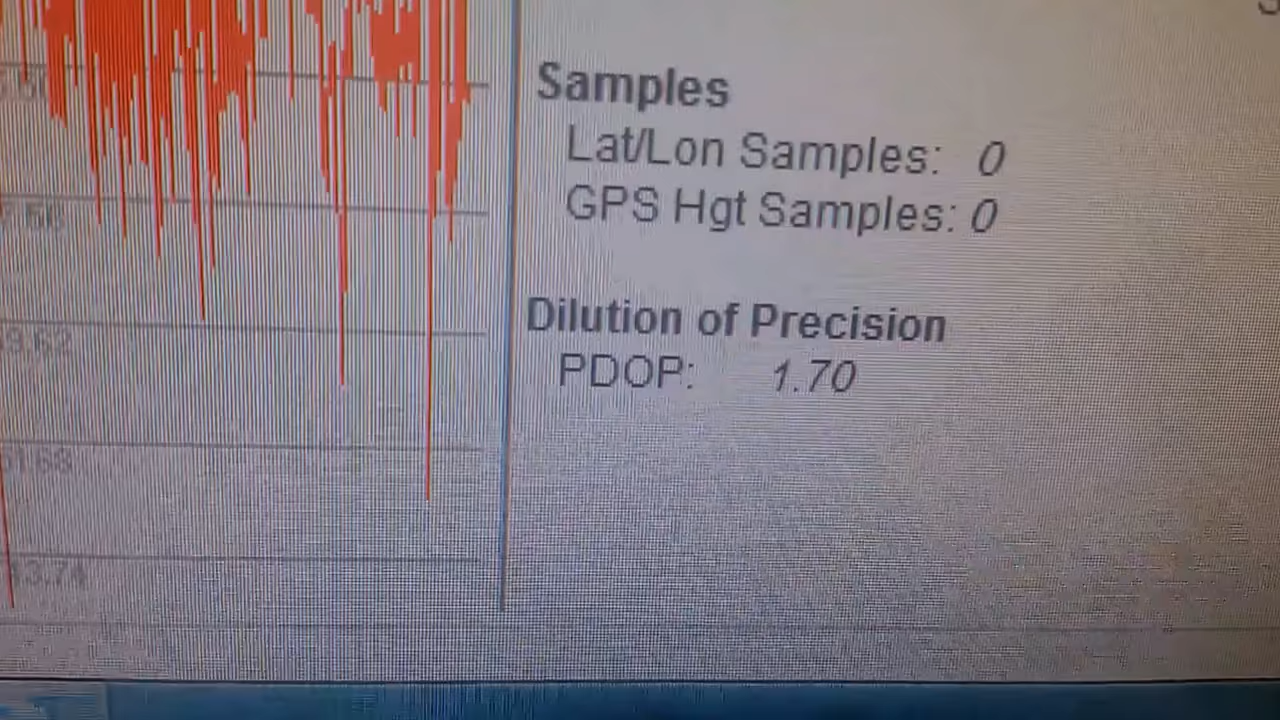 Samples
Lat/Lon Samples: 0
GPS Hgt Samples: 0
Dilution of Precision
PDOP: 1.70